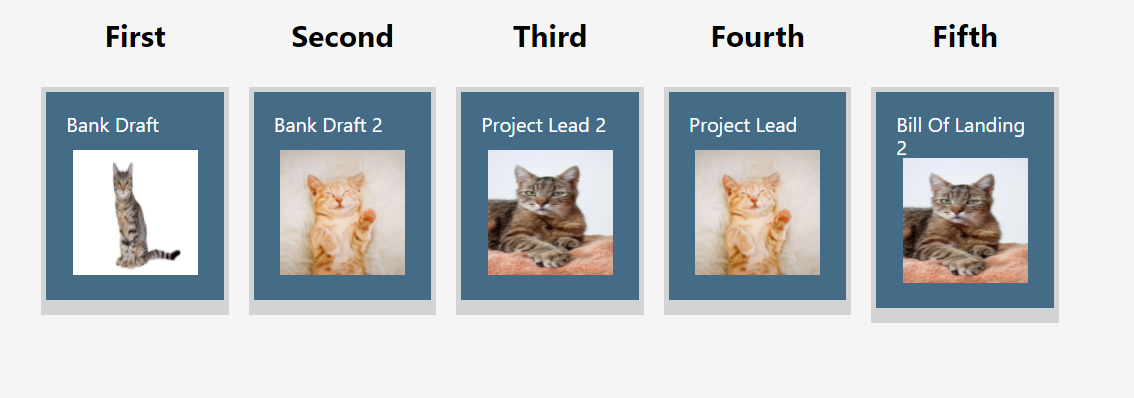 First
Second
Third
Fourth
Fifth
Bank Draft
Bank Draft 2
Project Lead 2
Project Lead
Bill Of Landing
2